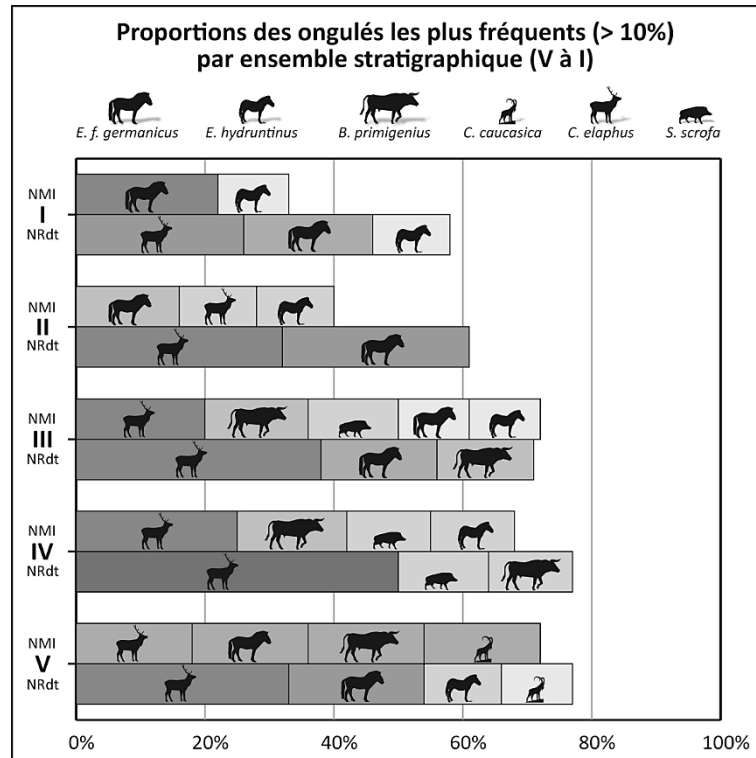 Proportions des ongulés les plus fréquents (> 10%)
par ensemble stratigraphique (V à I)
E. f. germanicus E. hydruntinus B. primigenius C. caucasica C. elaphus S. scrofa
NMI
I
NRdt
NMI
II
NRdt
NMI
III
NRdt
NMI
IV
NRdt
NMI
V
NRdt
0% 20% 40% 60% 80% 100%